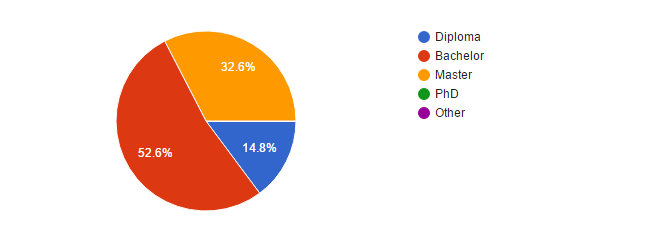 32.6%
52.6%
14.8%
Diploma
Bachelor
Master
PhD
Other